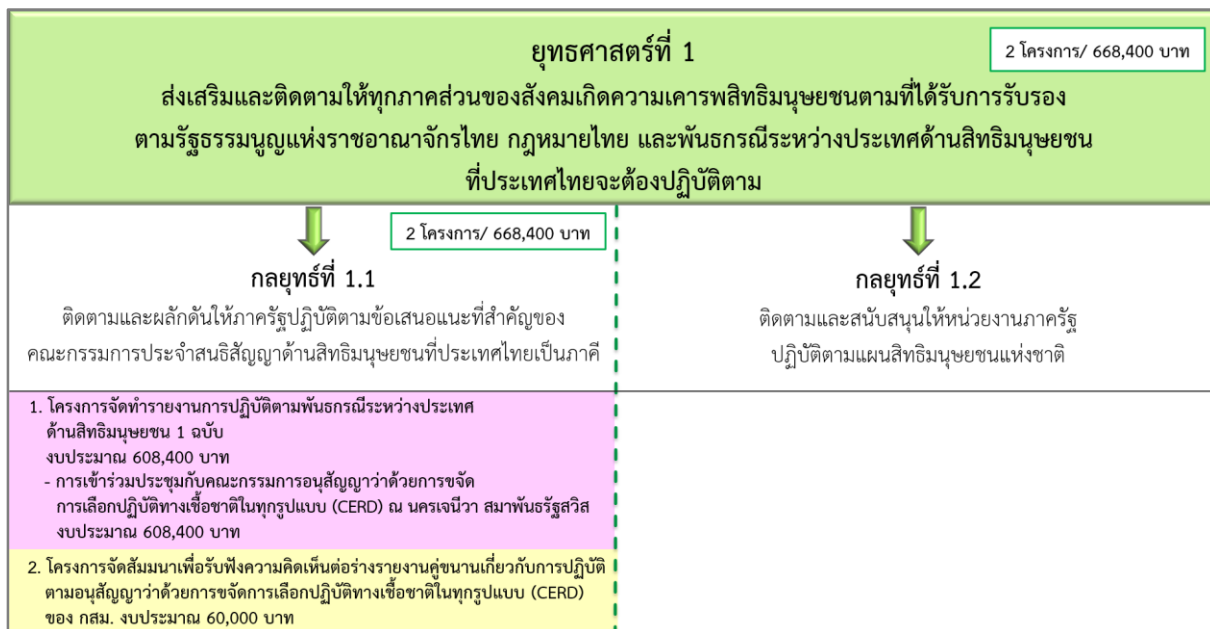 ยุทธศาสตร์ที่ 1
2 โครงการ/ 668,400 บาท
ส่งเสริมและติดตามให้ทุกภาคส่วนของสังคมเกิดความเคารพสิทธิมนุษยชนตามที่ได้รับการรับรอง
ตามรัฐธรรมนูญแห่งราชอาณาจักรไทย กฎหมายไทย และพันธกรณีระหว่างประเทศด้านสิทธิมนุษยชน
ที่ประเทศไทยจะต้องปฏิบัติตาม
2 โครงการ/ 668,400 บาท
กลยุทธ์ที่ 1.1
ติดตามและผลักดันให้ภาครัฐปฏิบัติตามข้อเสนอแนะที่สำคัญของ
คณะกรรมการประจำสนธิสัญญาด้านสิทธิมนุษยชนที่ประเทศไทยเป็นภาคี
1. โครงการจัดทำรายงานการปฏิบัติตามพันธกรณีระหว่างประเทศ
ด้านสิทธิมนุษยชน 1 ฉบับ
งบประมาณ 608,400 บาท
- การเข้าร่วมประชุมกับคณะกรรมการอนุสัญญาว่าด้วยการขจัด
การเลือกปฏิบัติทางเชื้อชาติในทุกรูปแบบ (CERD) ณ นครเจนีวา สมาพันธรัฐสวิส
งบประมาณ 608,400 บาท
2. โครงการจัดสัมมนาเพื่อรับฟังความคิดเห็นต่อร่างรายงานคู่ขนานเกี่ยวกับการปฏิบัติ
ตามอนุสัญญาว่าด้วยการขจัดการเลือกปฏิบัติทางเชื้อชาติในทุกรูปแบบ (CERD)
ของ กสม. งบประมาณ 60,000 บาท
กลยุทธ์ที่ 1.2
ติดตามและสนับสนุนให้หน่วยงานภาครัฐ
ปฏิบัติตามแผนสิทธิมนุษยชนแห่งชาติ